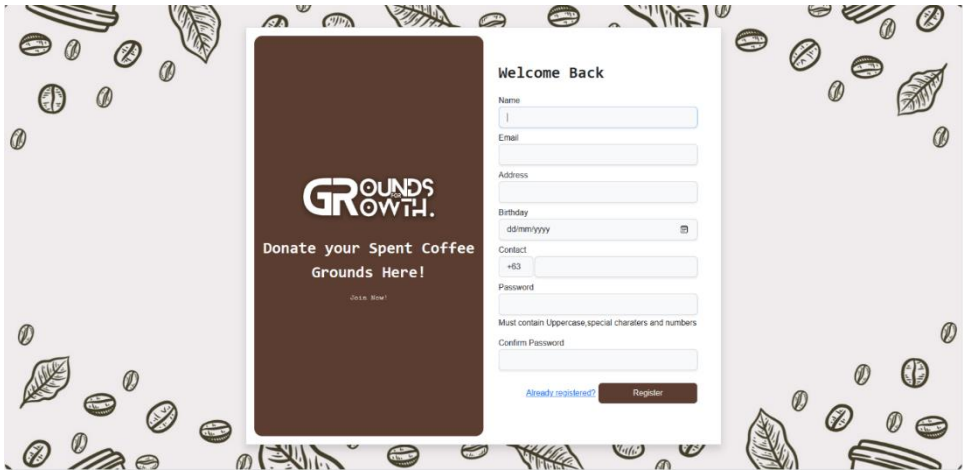 GROUNDS
FOR
GROWTH.
Donate your Spent Coffee
Grounds Here!
Join Now!
Welcome Back
Name
Email
Address
Birthday
dd/mm/yyyy
Contact
+63
Password
Must contain Uppercase,special charaters and numbers
Confirm Password
Already registered?
Register